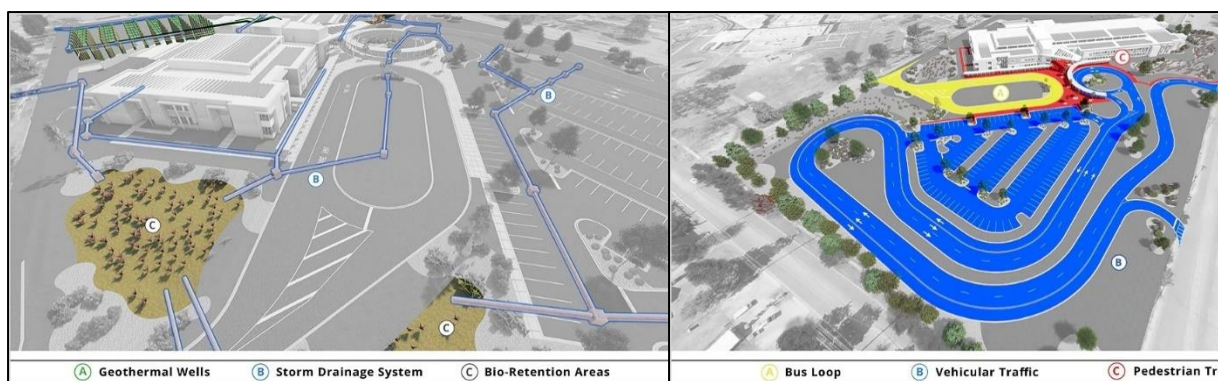 B
B
C
C
A Geothermal Wells B Storm Drainage System C Bio-Retention Areas
C
A
B
A Bus Loop B Vehicular Traffic C Pedestrian Tr